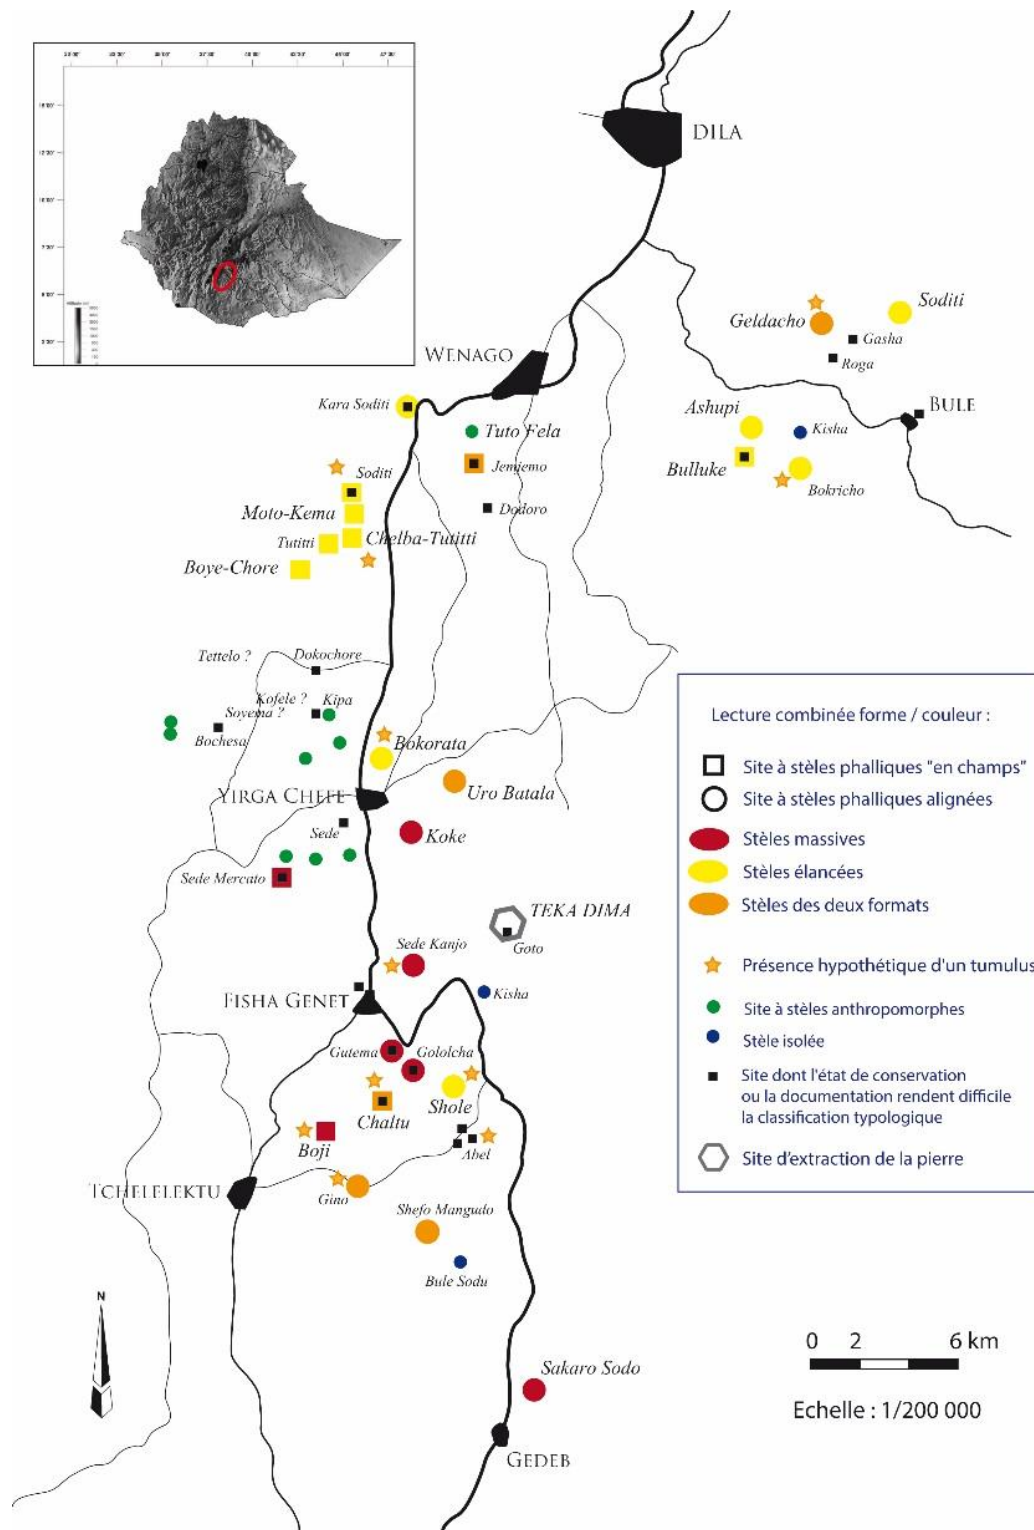 DILA
Soditi
Geldacho
Gasha
Roga
WENAGO
Kara Soditi
Ashupi
BULE
Kisha
Tuto Fela
Bulluke
Jemjemo
Soditi
Bokricho
Dodoro
Moto-Kema
Chelba-Tutitti
Tutitti
Boye-Chore
Tettelo ?
Dokochore
Kofele ?
Kipa
Soyema ?
Bochesa
Bokorata
Uro Batala
YIRGA CHEFE
Koke
Sede
Sede Mercato
TEKA DIMA
Goto
Sede Kanjo
FISHA GENET
Kisha
Gutema
Gololcha
Shole
Chaltu
Boji
Abel
TCHELELEKTU
Gino
Shefo Mangudo
Bule Sodu
Sakaro Sodo
GEDEB
N
Lecture combinée forme / couleur :
Site à stèles phalliques "en champs"
Site à stèles phalliques alignées
Stèles massives
Stèles élancées
Stèles des deux formats
Présence hypothétique d'un tumulus
Site à stèles anthropomorphes
Stèle isolée
Site dont l'état de conservation
ou la documentation rendent difficile
la classification typologique
Site d'extraction de la pierre
0 2 6 km
Echelle : 1/200 000